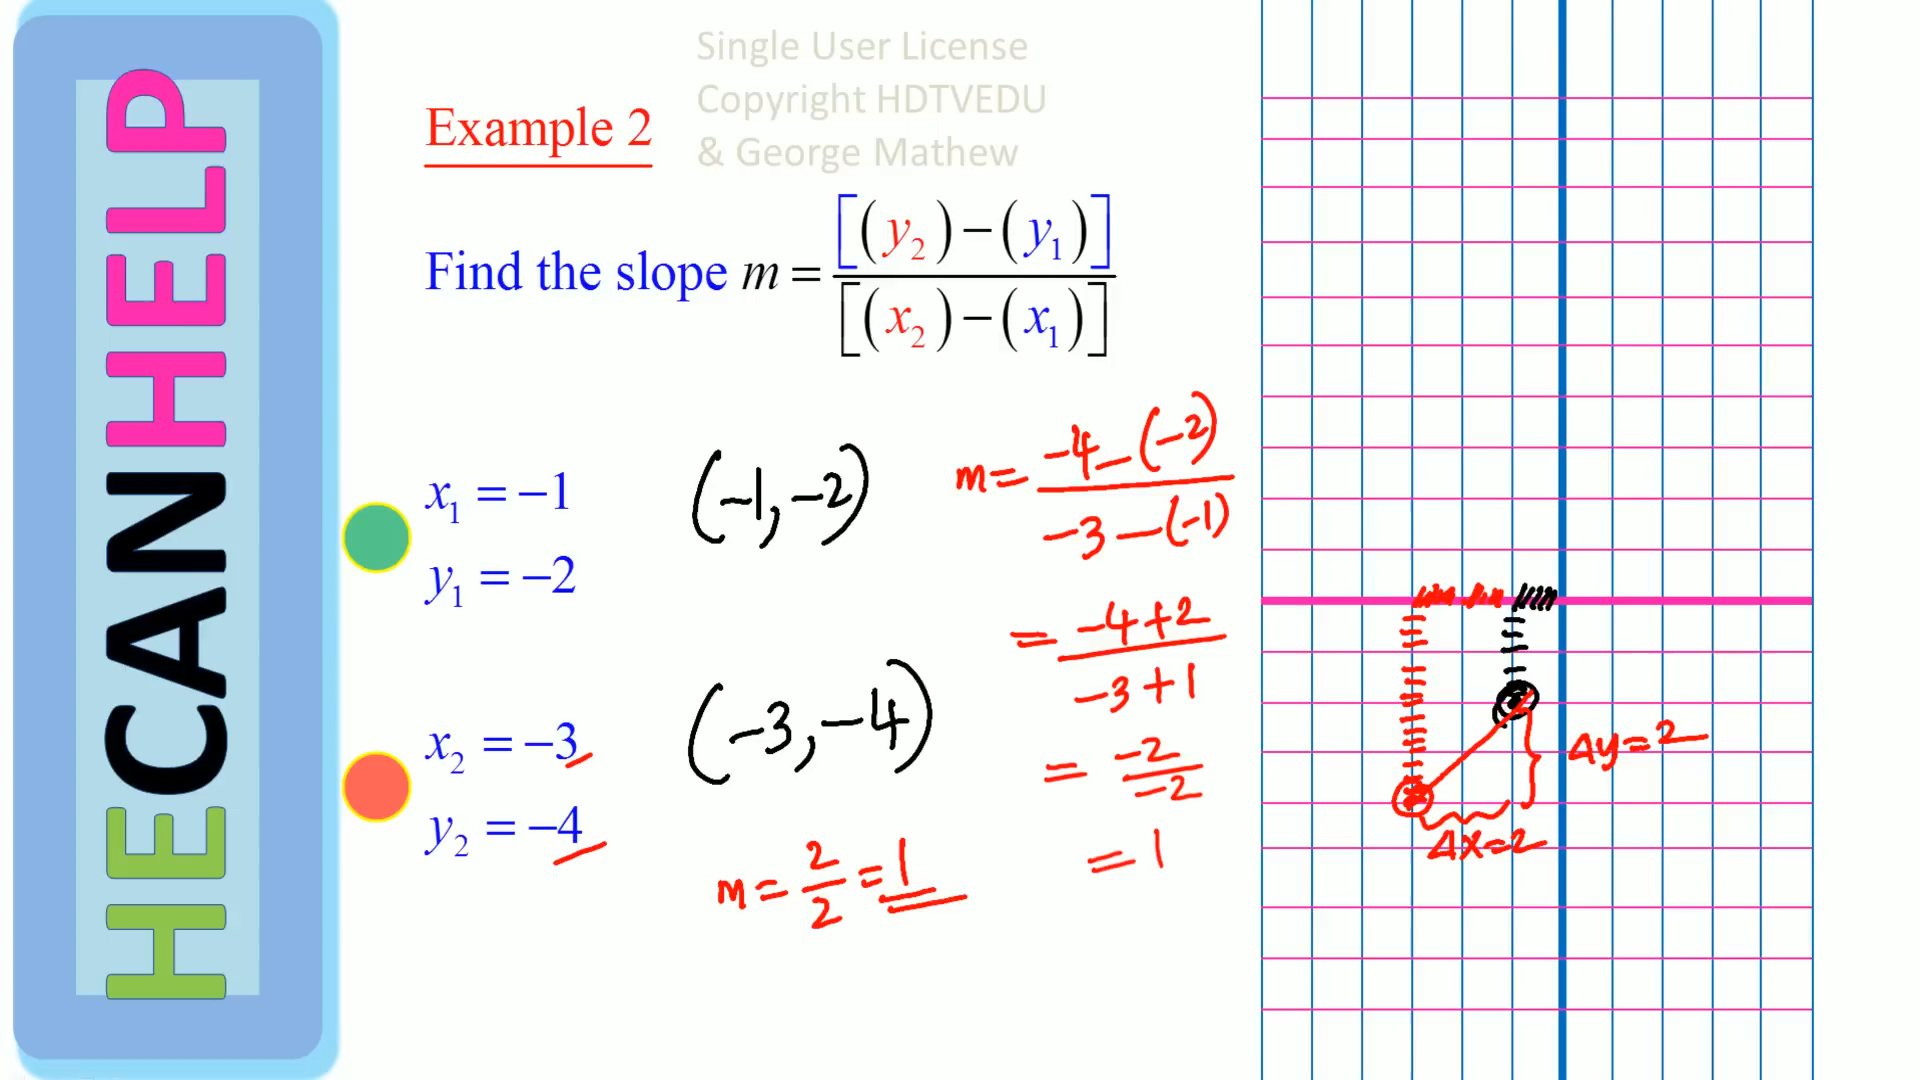 HECANHELP
Single User License
Copyright HDTVEDU
& George Mathew
Example 2
Find the slope m = [(y₂)−(y₁)] / [(x₂)−(x₁)]
x₁ = −1
y₁ = −2
(−1, −2)
m = −4 − (−2) / −3 − (−1)
= −4+2 / −3+1
x₂ = −3
y₂ = −4
(−3, −4)
= −2 / −2
= 1
m = 2/2 = 1
Δy = 2
Δx = 2